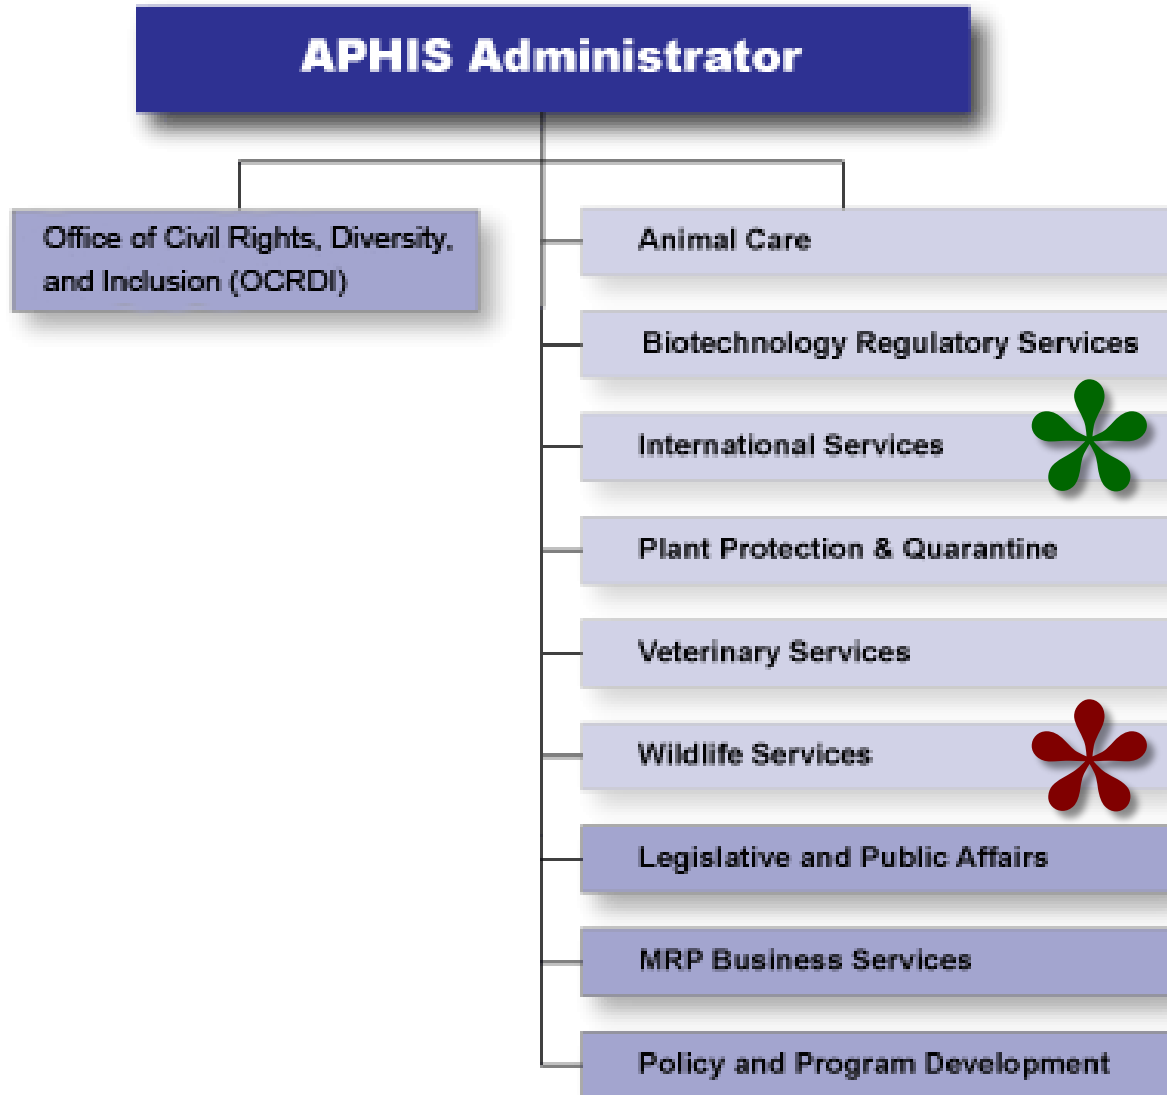 APHIS Administrator
Office of Civil Rights, Diversity,
and Inclusion (OCRDI)
Animal Care
Biotechnology Regulatory Services
International Services
Plant Protection & Quarantine
Veterinary Services
Wildlife Services
Legislative and Public Affairs
MRP Business Services
Policy and Program Development